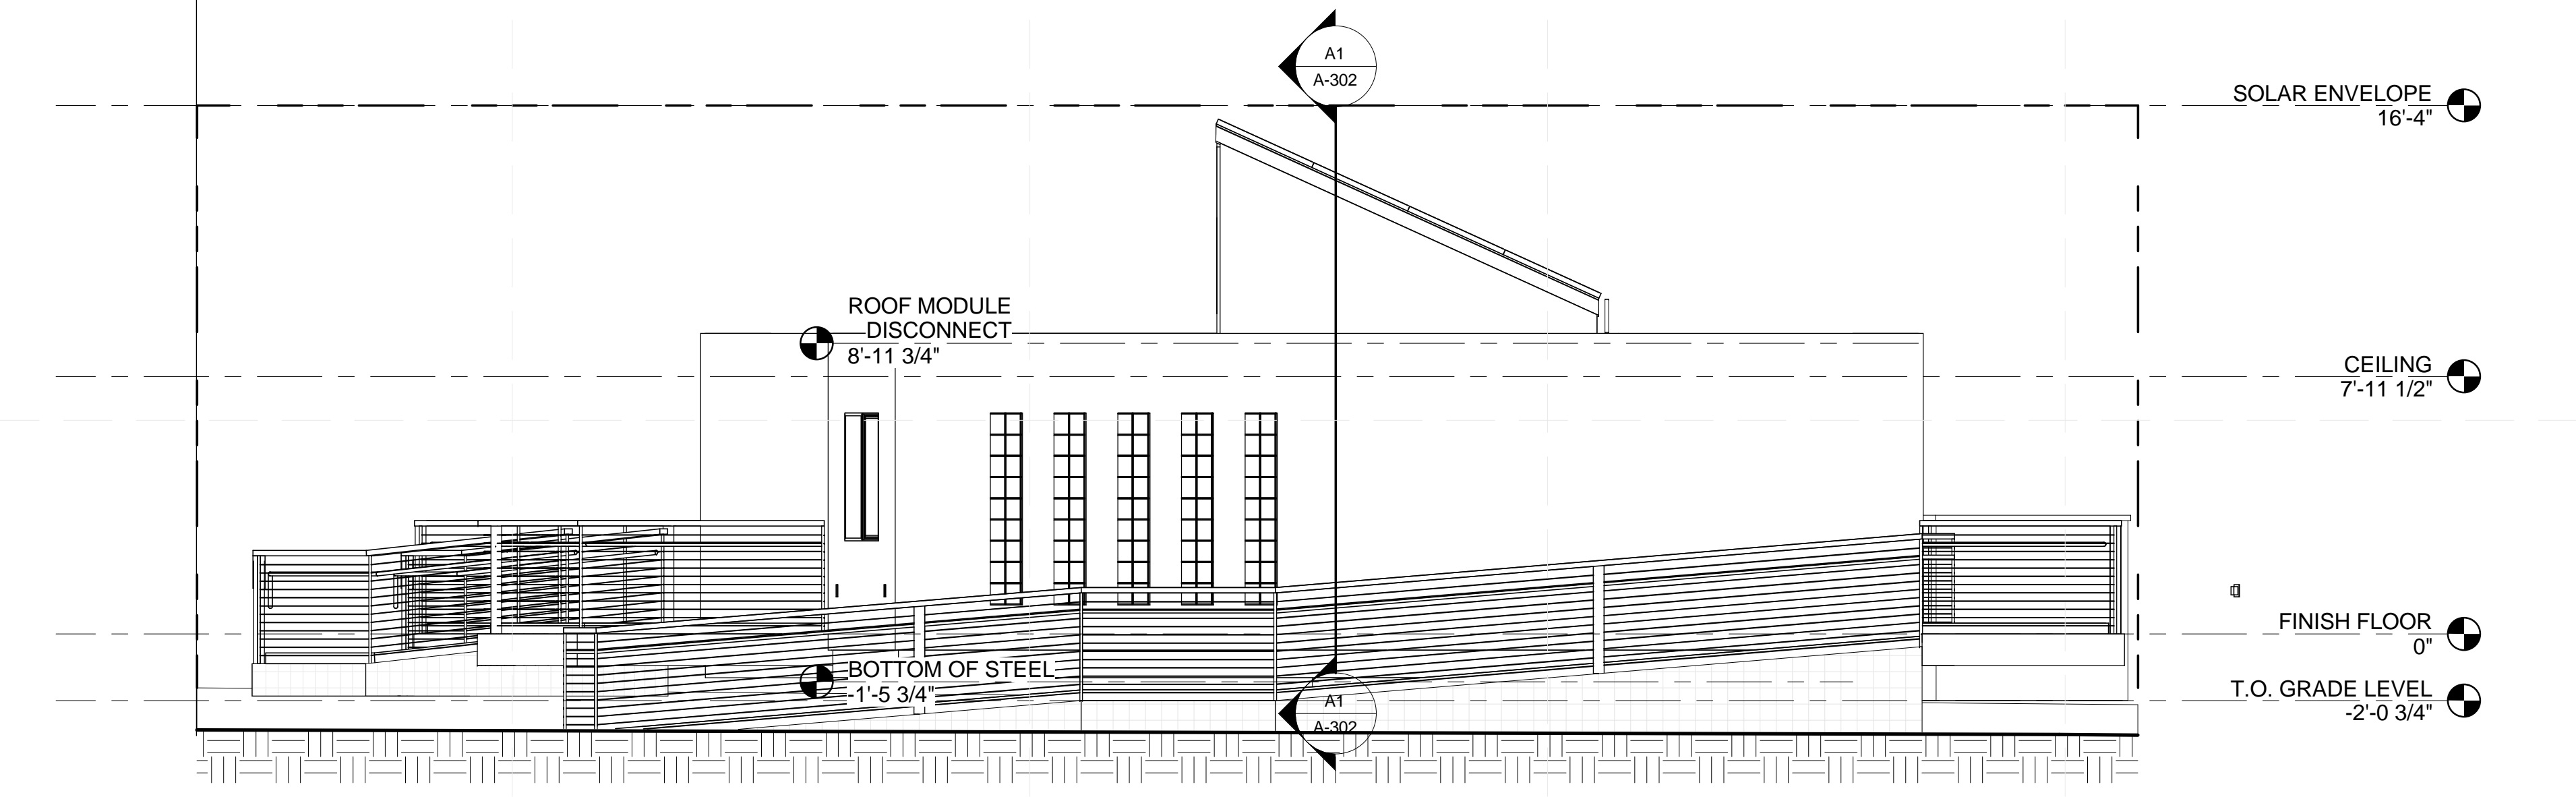 A1
A-302
SOLAR ENVELOPE
16'-4"
ROOF MODULE
DISCONNECT
8'-11 3/4"
CEILING
7'-11 1/2"
FINISH FLOOR
0"
BOTTOM OF STEEL
-1'-5 3/4"
T.O. GRADE LEVEL
-2'-0 3/4"
A1
A-302